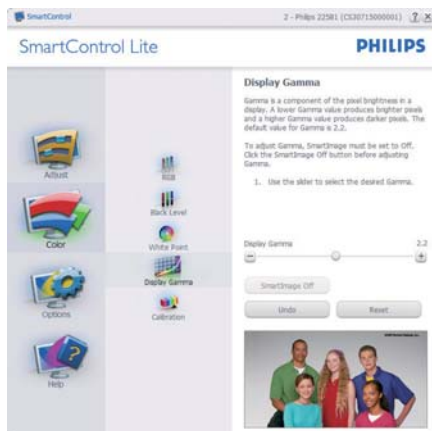 SmartControl
2 - Philips 225B1 (CS30715000001)
?
x
SmartControl Lite
PHILIPS
Adjust
Color
Options
Help
RGB
Black Level
White Point
Display Gamma
Calibration
Display Gamma
Gamma is a component of the pixel brightness in a
display. A lower Gamma value produces brighter pixels
and a higher Gamma value produces darker pixels. The
default value for Gamma is 2.2.
To adjust Gamma, SmartImage must be set to Off.
Click the SmartImage Off button before adjusting
Gamma.
1. Use the slider to select the desired Gamma.
Display Gamma
2.2
SmartImage Off
Undo
Reset